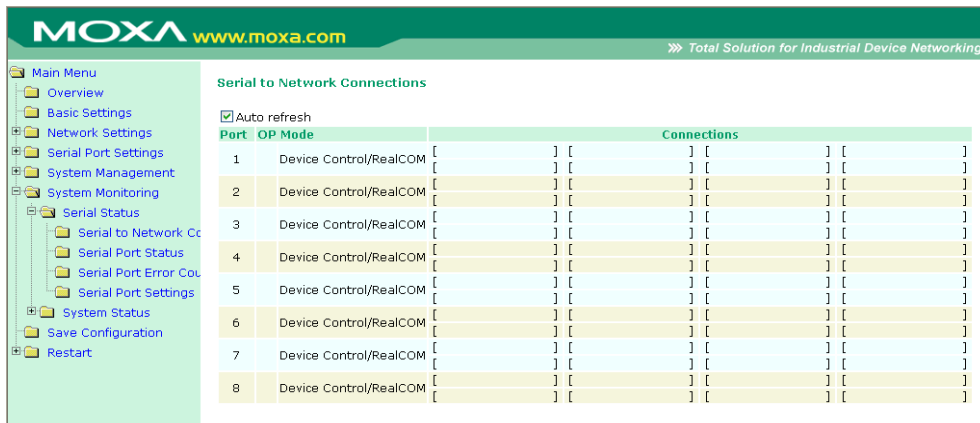 MOXA www.moxa.com
Total Solution for Industrial Device Networking
Main Menu
Overview
Basic Settings
Network Settings
Serial Port Settings
System Management
System Monitoring
Serial Status
Serial to Network Co
Serial Port Status
Serial Port Error Cou
Serial Port Settings
System Status
Save Configuration
Restart
Serial to Network Connections
Auto refresh
Port OP Mode Connections
1 Device Control/RealCOM [ ] [ ] [ ] [ ]
[ ] [ ] [ ] [ ]
2 Device Control/RealCOM [ ] [ ] [ ] [ ]
[ ] [ ] [ ] [ ]
3 Device Control/RealCOM [ ] [ ] [ ] [ ]
[ ] [ ] [ ] [ ]
4 Device Control/RealCOM [ ] [ ] [ ] [ ]
[ ] [ ] [ ] [ ]
5 Device Control/RealCOM [ ] [ ] [ ] [ ]
[ ] [ ] [ ] [ ]
6 Device Control/RealCOM [ ] [ ] [ ] [ ]
[ ] [ ] [ ] [ ]
7 Device Control/RealCOM [ ] [ ] [ ] [ ]
[ ] [ ] [ ] [ ]
8 Device Control/RealCOM [ ] [ ] [ ] [ ]
[ ] [ ] [ ] [ ]